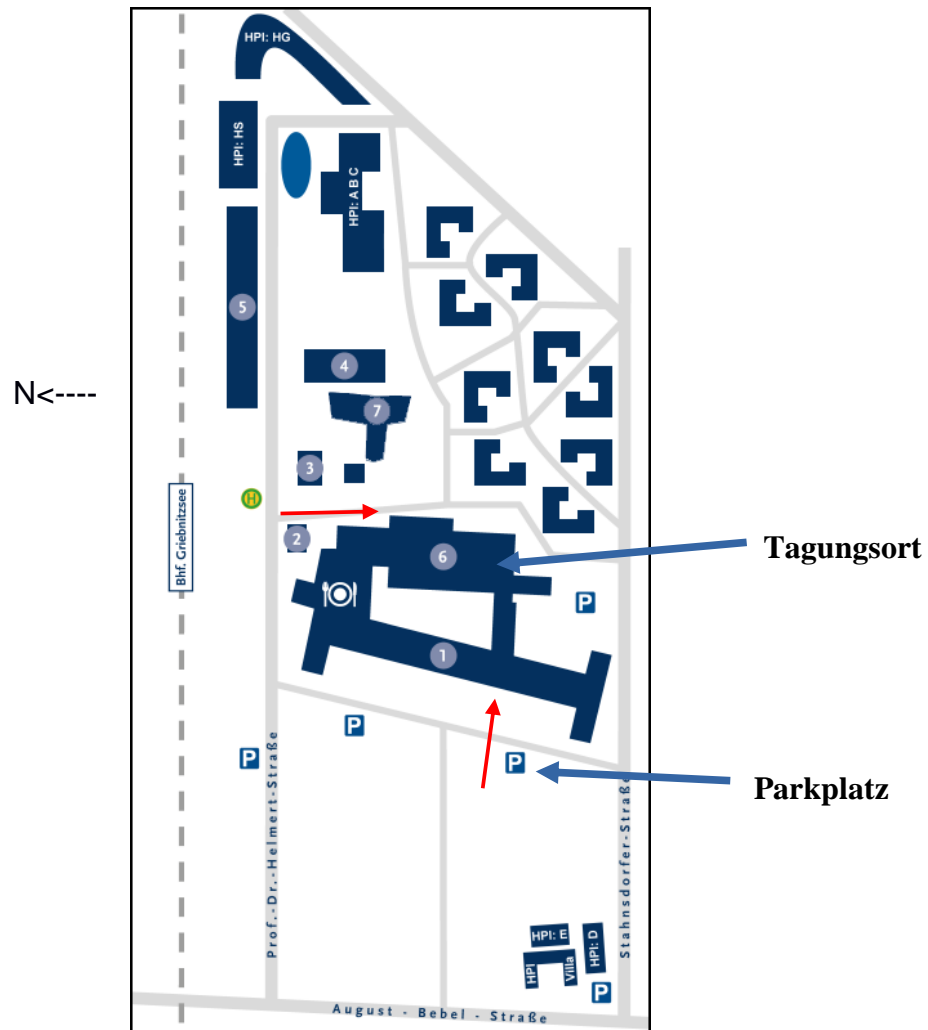 HPI: HG
HPI: HS
HPI: A B C
5
4
N<----
7
3
H
Bhf. Griebnitzsee
2
6
Tagungsort
P
1
P
P
P
Parkplatz
Prof.-Dr.-Helmert-Straße
Stahnsdorfer-Straße
HPI: E
HPI: D
HPI
Villa
P
August - Bebel - Straße